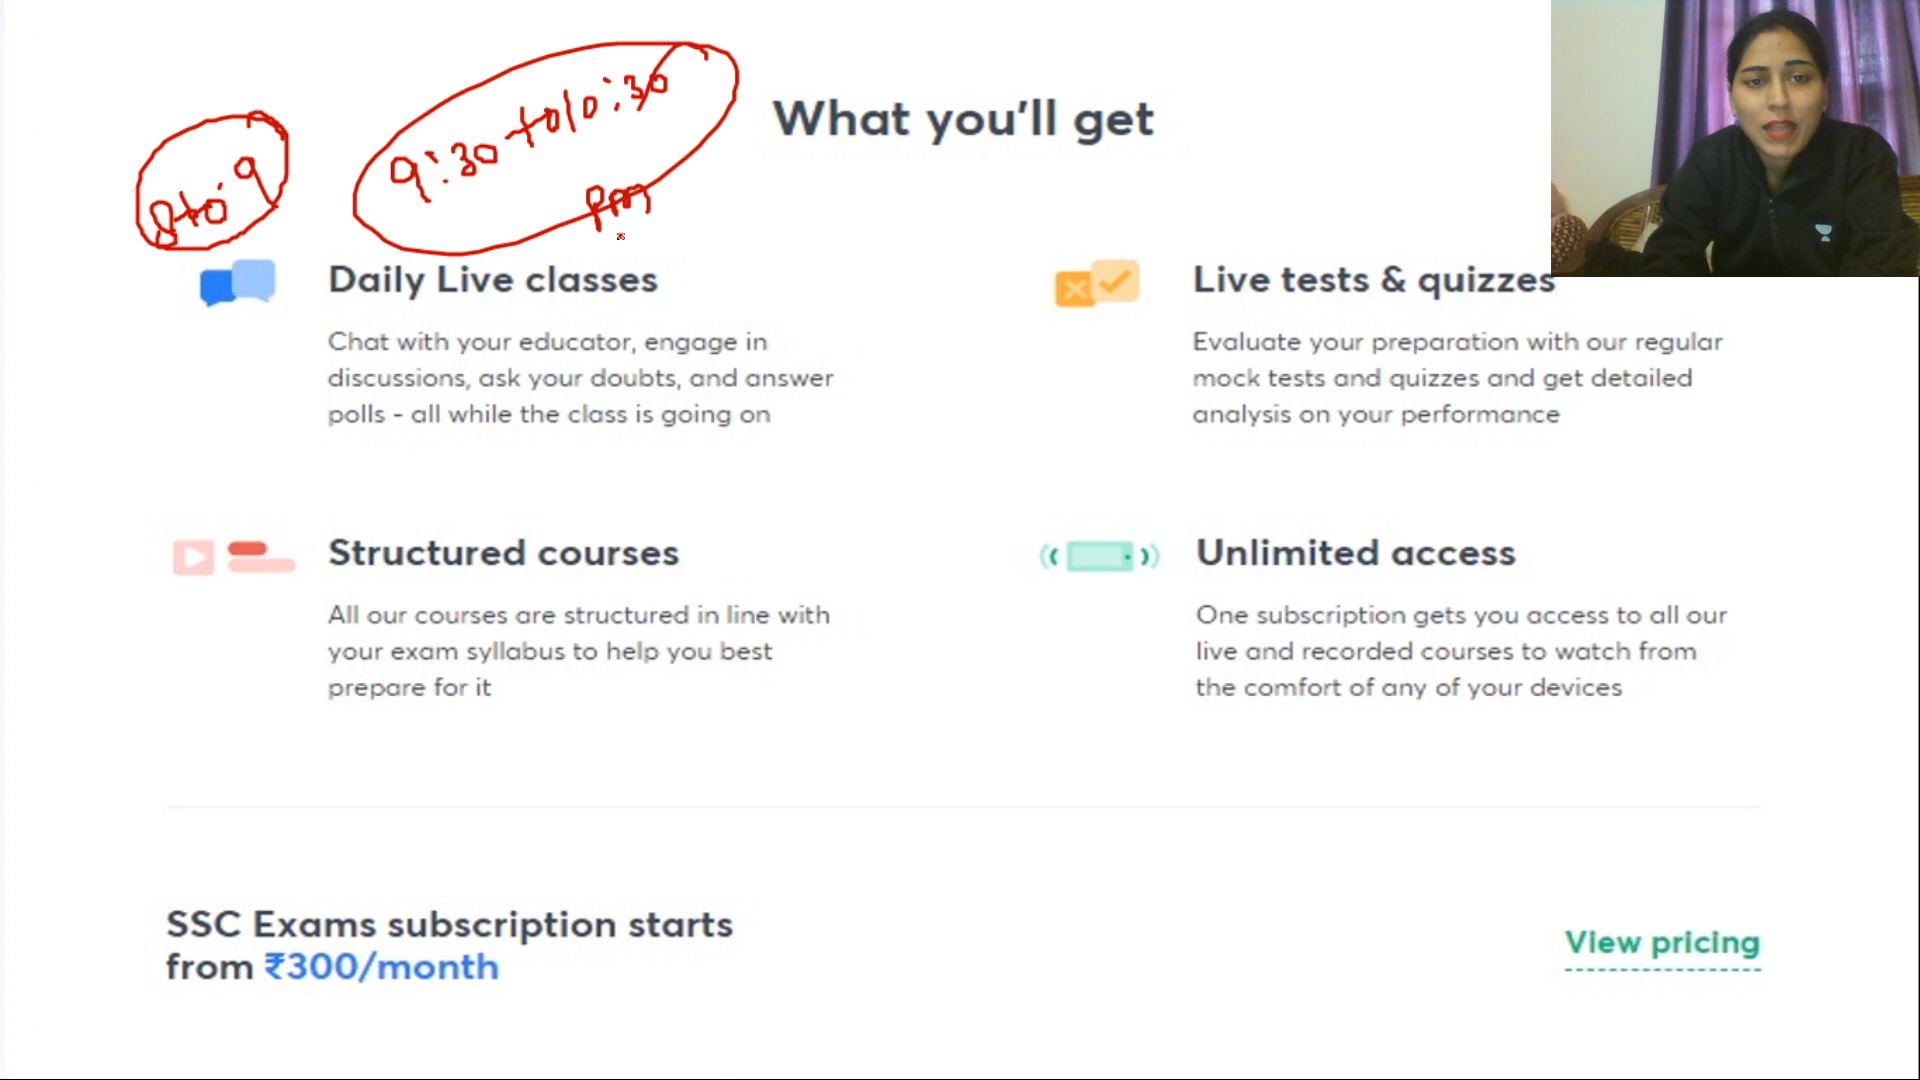 8 to 9
9:30 to 10:30
pm
What you'll get
Daily Live classes
Chat with your educator, engage in
discussions, ask your doubts, and answer
polls - all while the class is going on
Live tests & quizzes
Evaluate your preparation with our regular
mock tests and quizzes and get detailed
analysis on your performance
Structured courses
All our courses are structured in line with
your exam syllabus to help you best
prepare for it
Unlimited access
One subscription gets you access to all our
live and recorded courses to watch from
the comfort of any of your devices
SSC Exams subscription starts
from ₹300/month
View pricing